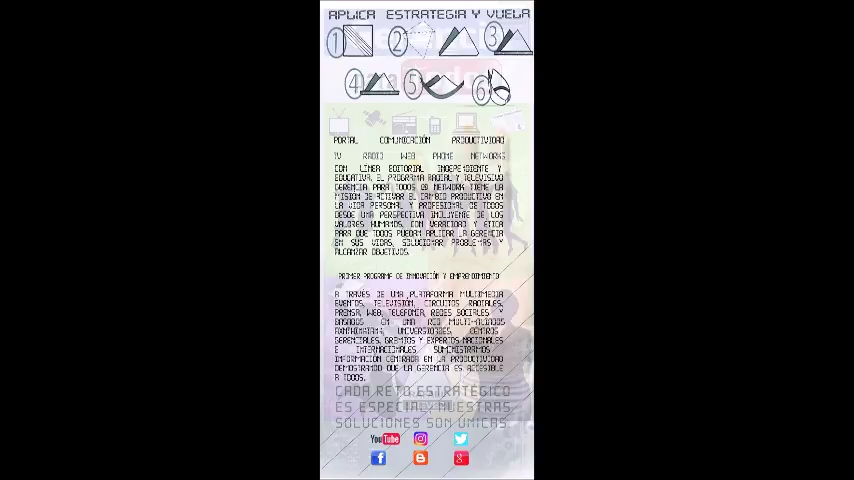 APLICA ESTRATEGIA Y VUELA
1 2 3
4 5 6
PORTAL COMUNICACIÓN PRODUCTIVIDAD
TV RADIO WEB PHONE NETWORKS
CON LÍNEA EDITORIAL INDEPENDIENTE Y
EDUCATIVA, EL PROGRAMA RADIAL Y TELEVISIVO
GERENCIA PARA TODOS @ NETWORK TIENE LA
MISIÓN DE ACTIVAR EL CAMBIO PRODUCTIVO EN
LA VIDA PERSONAL Y PROFESIONAL DE TODOS
DESDE UNA PERSPECTIVA INCLUYENTE DE LOS
VALORES HUMANOS, CON VERACIDAD Y ÉTICA
PARA QUE TODOS PUEDAN APLICAR LA GERENCIA
EN SUS VIDAS, SOLUCIONAR PROBLEMAS Y
ALCANZAR OBJETIVOS.
PRIMER PROGRAMA DE INNOVACIÓN Y EMPRENDIMIENTO
A TRAVÉS DE UNA PLATAFORMA MULTIMEDIA
EVENTOS, TELEVISIÓN, CIRCUITOS RADIALES,
PRENSA, WEB, TELEFONÍA, REDES SOCIALES Y
BASADOS EN UNA RED MULTI-ALIADOS
UNIVERSIDADES, CENTROS
GERENCIALES, GREMIOS Y EXPERTOS NACIONALES
E INTERNACIONALES SUMINISTRAMOS
INFORMACIÓN CENTRADA EN LA PRODUCTIVIDAD
DEMOSTRANDO QUE LA GERENCIA ES ACCESIBLE
A TODOS.
CADA RETO ESTRATÉGICO
ES ESPECIAL, NUESTRAS
SOLUCIONES SON ÚNICAS.
YouTube